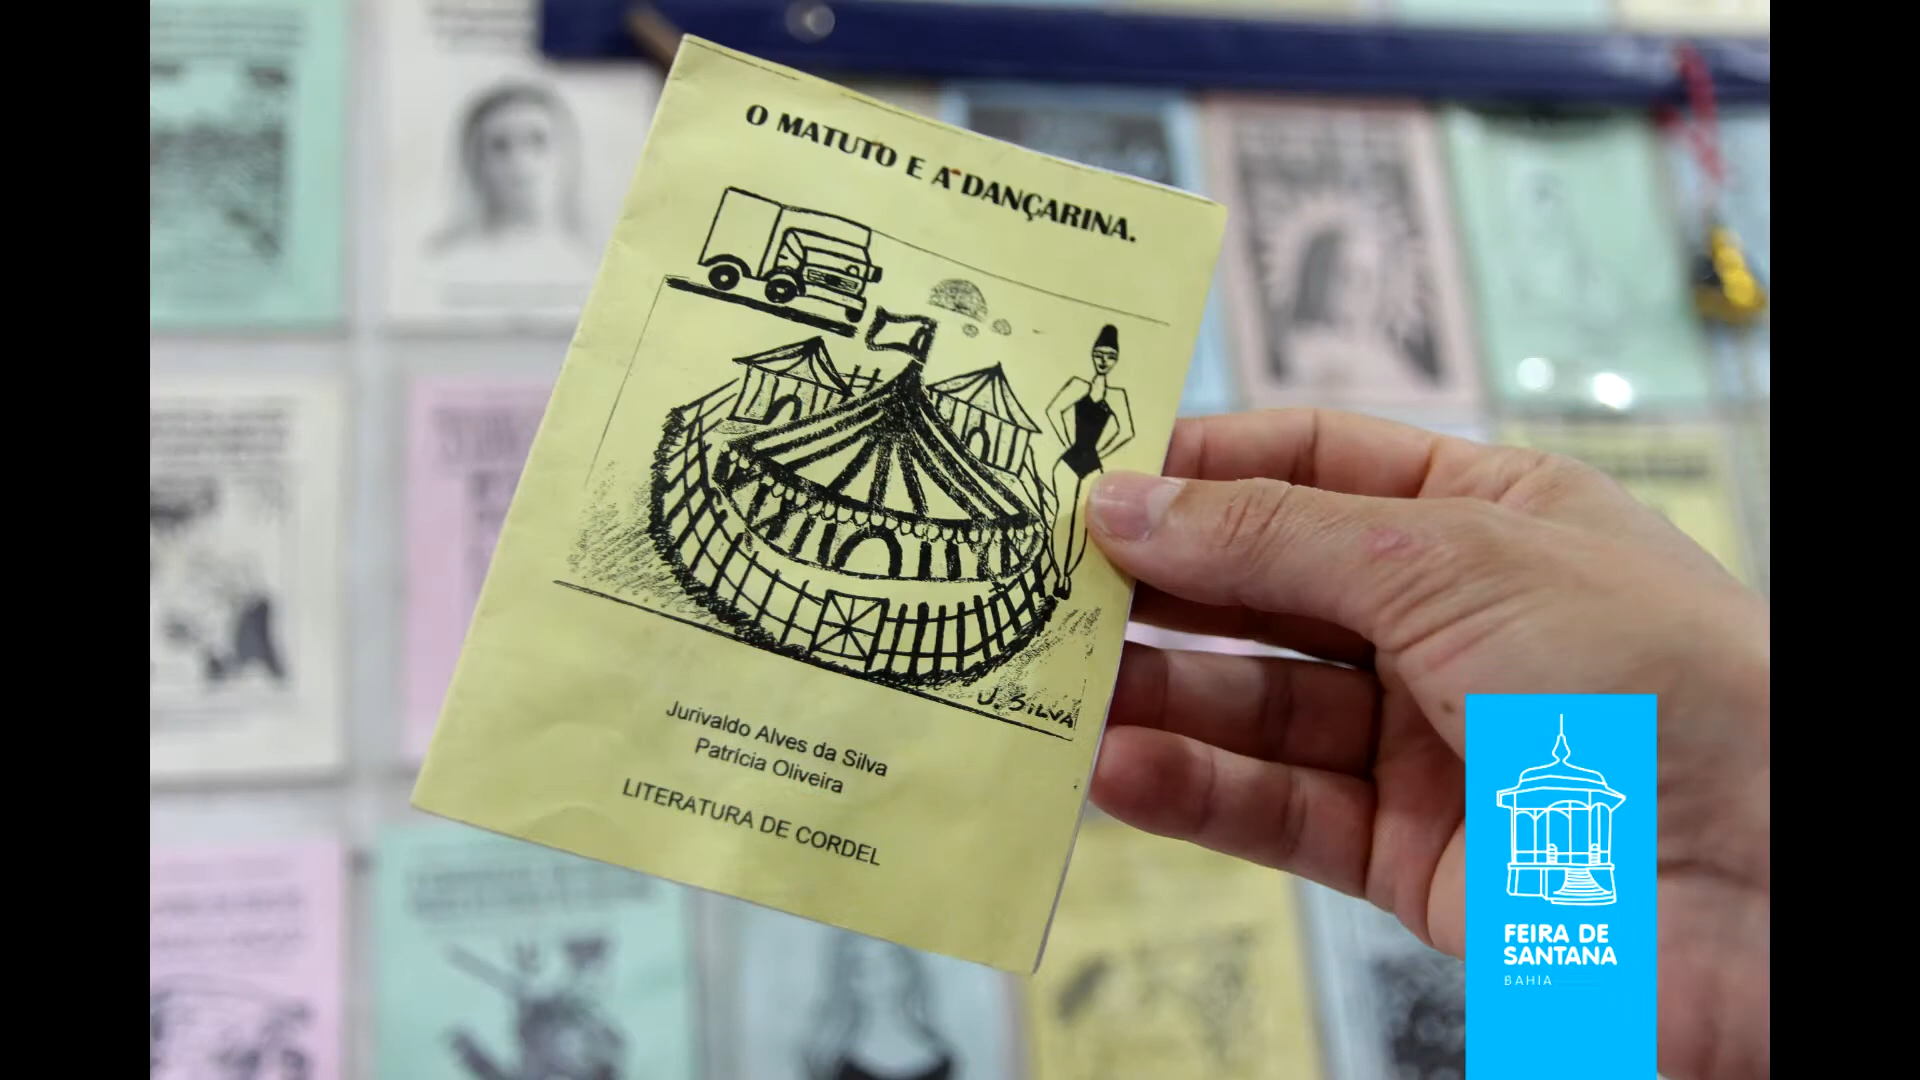 O MATUTO E A DANÇARINA.
J. SILVA
Jurivaldo Alves da Silva
Patrícia Oliveira
LITERATURA DE CORDEL
FEIRA DE
SANTANA
BAHIA